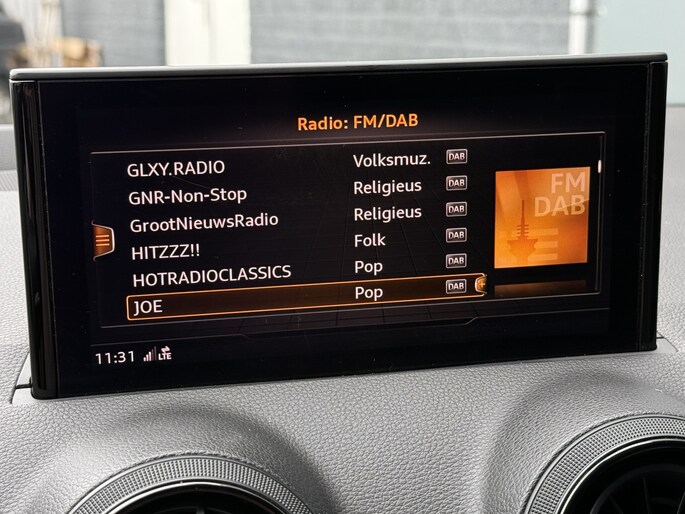 Radio: FM/DAB
GLXY.RADIO Volksmuz. DAB
GNR-Non-Stop Religieus DAB
GrootNieuwsRadio Religieus DAB
HITZZZ!! Folk DAB
HOTRADIOCLASSICS Pop DAB
JOE Pop DAB
FM
DAB
11:31 LTE